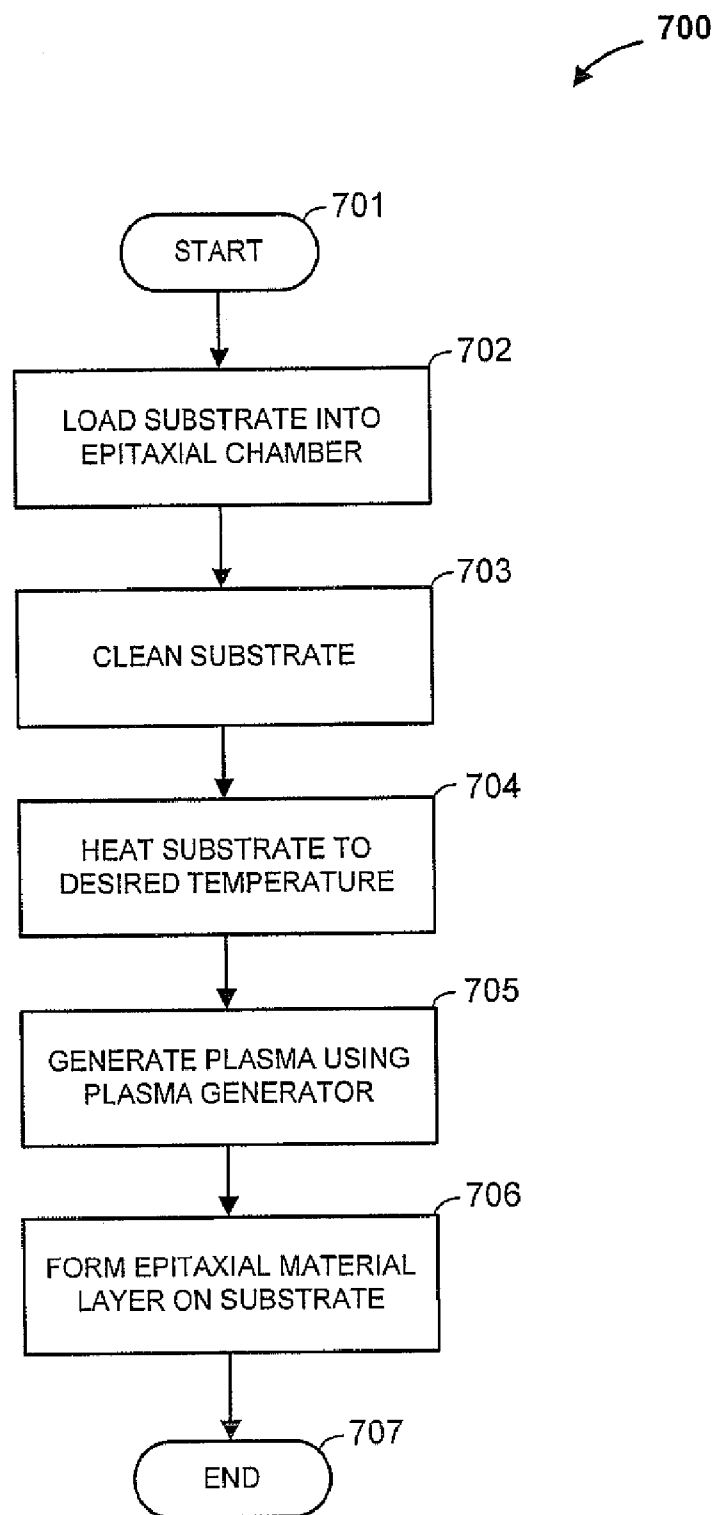 700
701
START
702
LOAD SUBSTRATE INTO
EPITAXIAL CHAMBER
703
CLEAN SUBSTRATE
704
HEAT SUBSTRATE TO
DESIRED TEMPERATURE
705
GENERATE PLASMA USING
PLASMA GENERATOR
706
FORM EPITAXIAL MATERIAL
LAYER ON SUBSTRATE
707
END